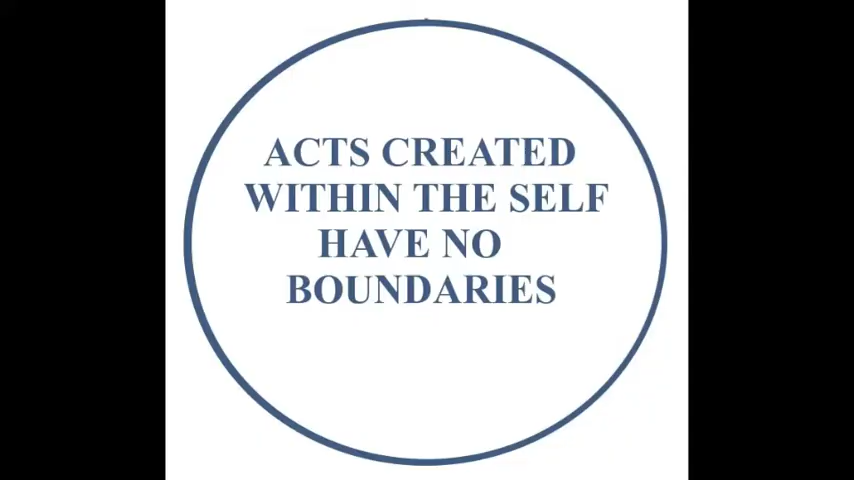 ACTS CREATED
WITHIN THE SELF
HAVE NO
BOUNDARIES